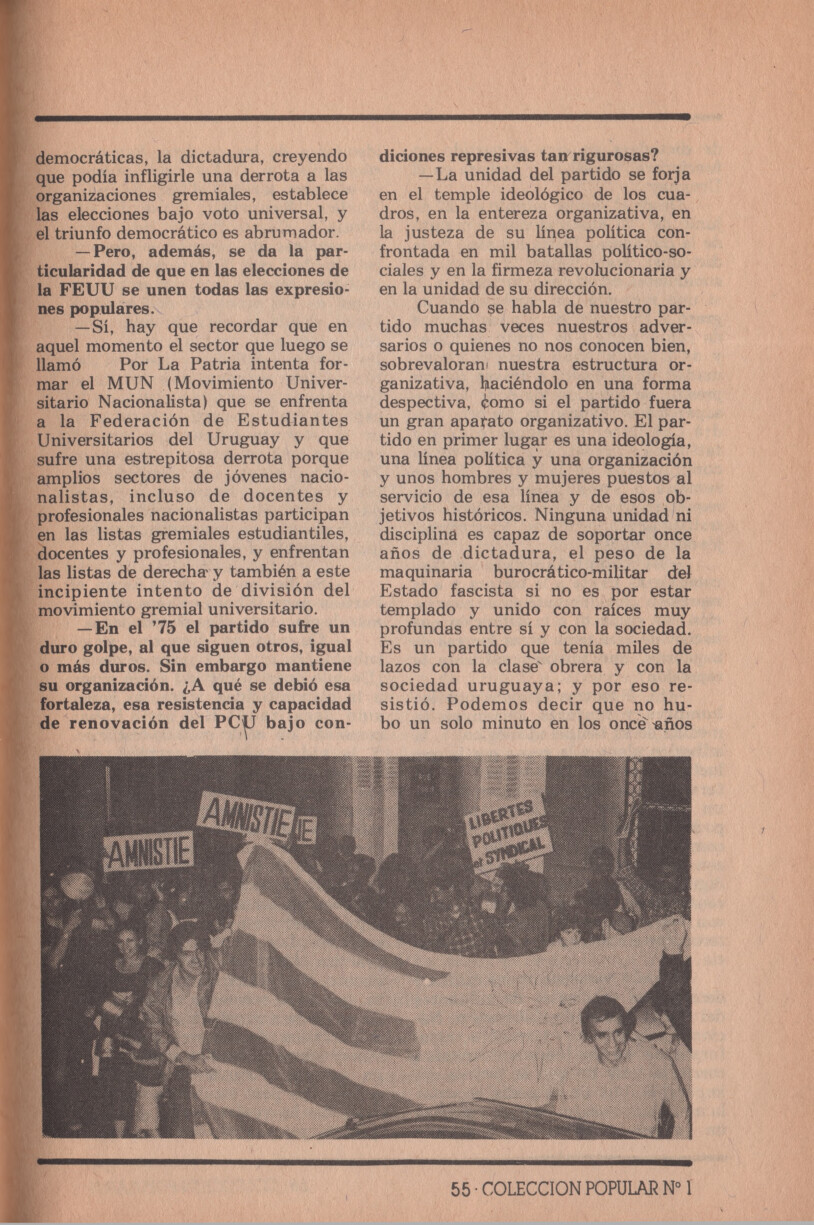 democráticas, la dictadura, creyendo
que podía infligirle una derrota a las
organizaciones gremiales, establece
las elecciones bajo voto universal, y
el triunfo democrático es abrumador.
—Pero, además, se da la par-
ticularidad de que en las elecciones de
la FEUU se unen todas las expresio-
nes populares.
—Sí, hay que recordar que en
aquel momento el sector que luego se
llamó Por La Patria intenta for-
mar el MUN (Movimiento Univer-
sitario Nacionalista) que se enfrenta
a la Federación de Estudiantes
Universitarios del Uruguay y que
sufre una estrepitosa derrota porque
amplios sectores de jóvenes nacio-
nalistas, incluso de docentes y
profesionales nacionalistas participan
en las listas gremiales estudiantiles,
docentes y profesionales, y enfrentan
las listas de derecha y también a este
incipiente intento de división del
movimiento gremial universitario.
—En el '75 el partido sufre un
duro golpe, al que siguen otros, igual
o más duros. Sin embargo mantiene
su organización. ¿A qué se debió esa
fortaleza, esa resistencia y capacidad
de renovación del PCU bajo con-
diciones represivas tan rigurosas?
—La unidad del partido se forja
en el temple ideológico de los cua-
dros, en la entereza organizativa, en
la justeza de su línea política con-
frontada en mil batallas político-so-
ciales y en la firmeza revolucionaria y
en la unidad de su dirección.
Cuando se habla de nuestro par-
tido muchas veces nuestros adver-
sarios o quienes no nos conocen bien,
sobrevaloran nuestra estructura or-
ganizativa, haciéndolo en una forma
despectiva, como si el partido fuera
un gran aparato organizativo. El par-
tido en primer lugar es una ideología,
una línea política y una organización
y unos hombres y mujeres puestos al
servicio de esa línea y de esos ob-
jetivos históricos. Ninguna unidad ni
disciplina es capaz de soportar once
años de dictadura, el peso de la
maquinaria burocrático-militar del
Estado fascista si no es por estar
templado y unido con raíces muy
profundas entre sí y con la sociedad.
Es un partido que tenía miles de
lazos con la clase obrera y con la
sociedad uruguaya; y por eso re-
sistió. Podemos decir que no hu-
bo un solo minuto en los once años
AMNISTIE
AMNISTIE
IE
LIBERTES
POLITIQUES
et SYNDICAL
55 · COLECCION POPULAR Nº 1